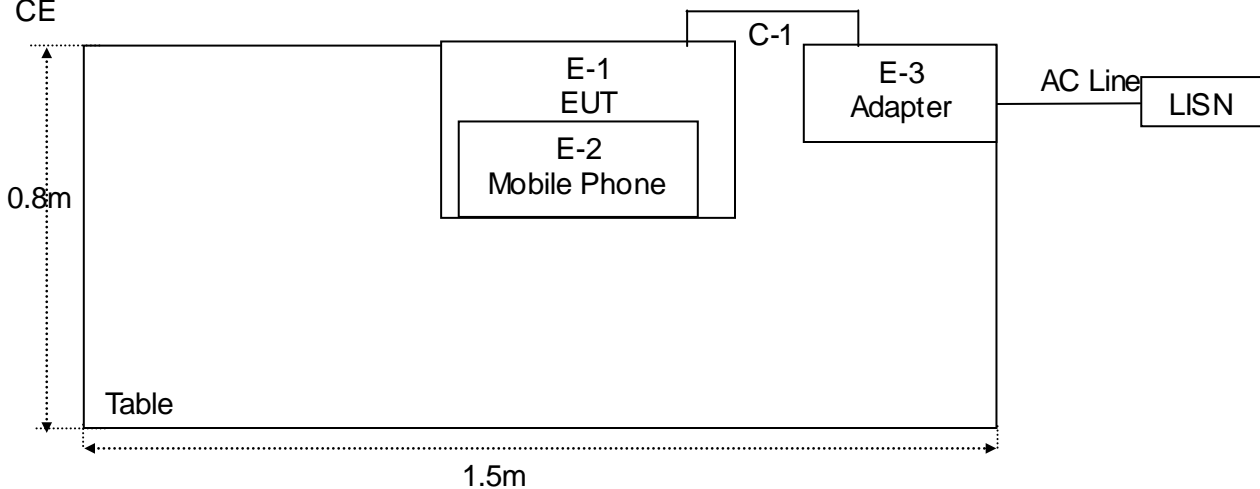 CE
C-1
E-1
EUT
E-3
Adapter
AC Line
LISN
E-2
Mobile Phone
0.8m
Table
1.5m